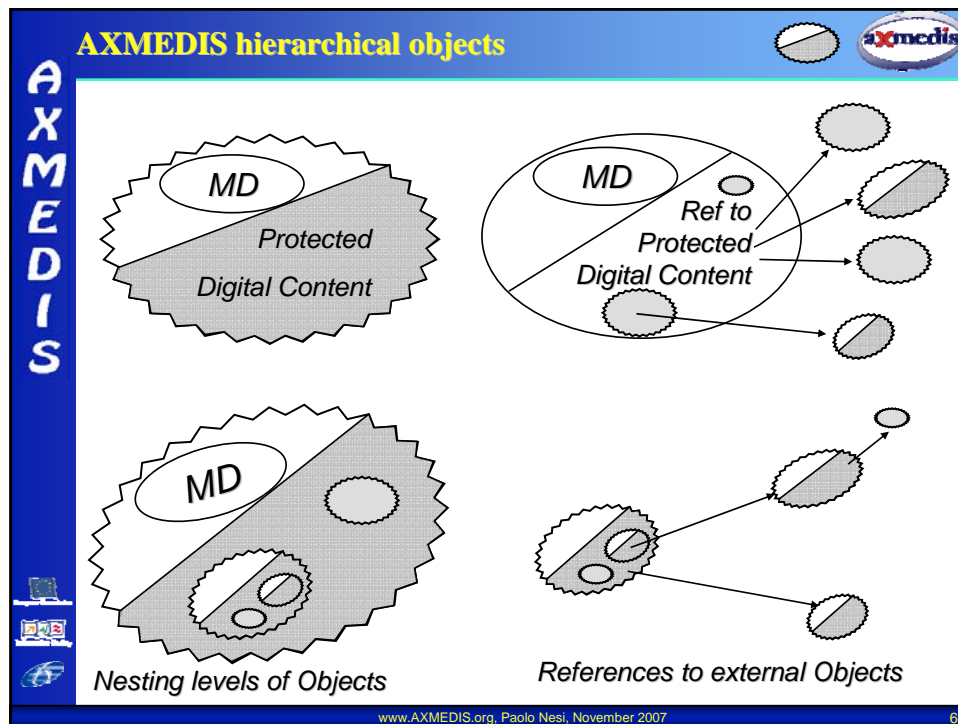 AXMEDIS hierarchical objects
axmedis
AXMEDIS
MD
Protected
Digital Content
MD
Ref to
Protected
Digital Content
MD
Nesting levels of Objects
References to external Objects
www.AXMEDIS.org, Paolo Nesi, November 2007
6